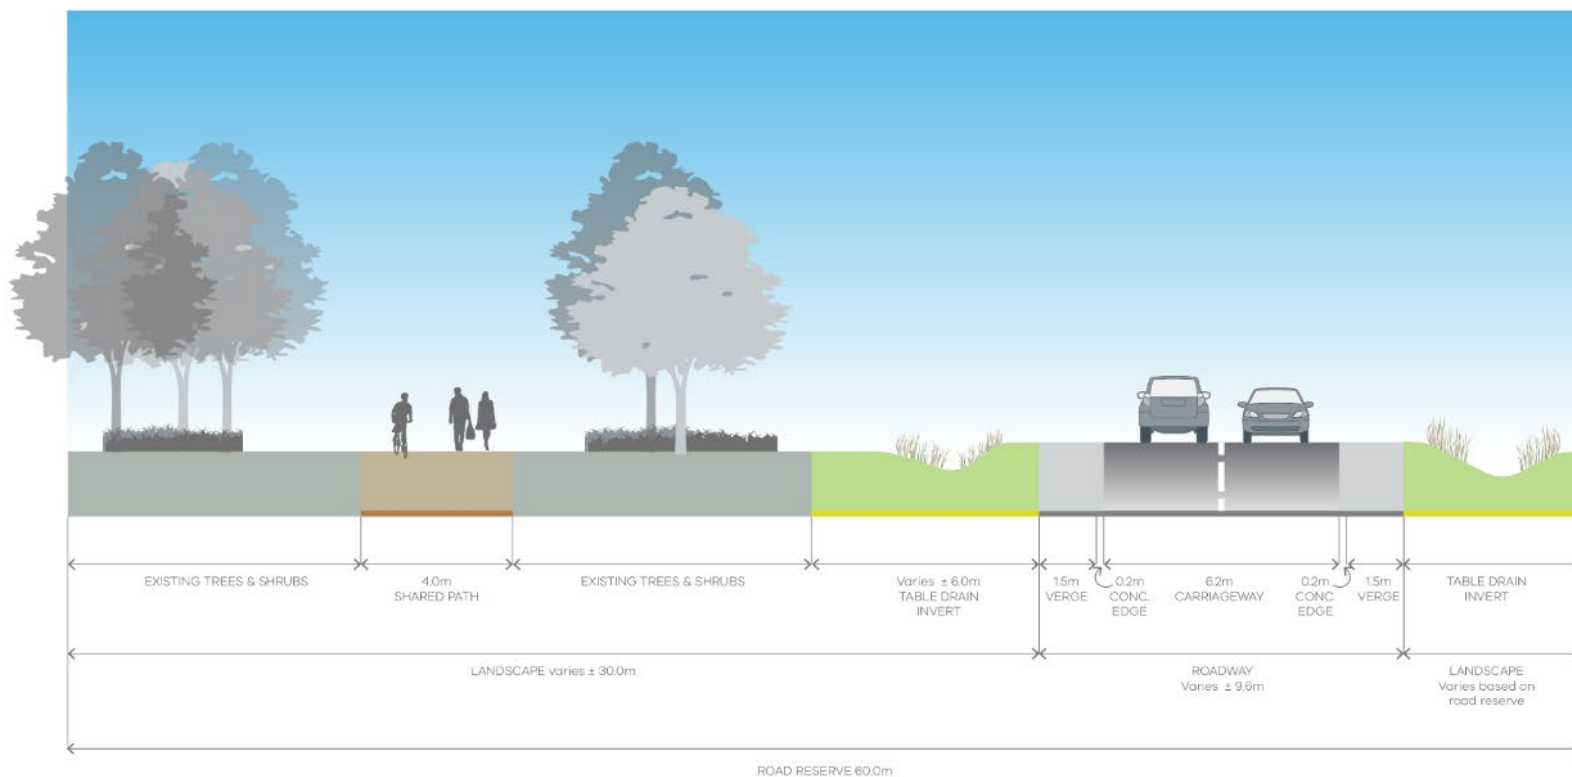 EXISTING TREES & SHRUBS
4.0m
SHARED PATH
EXISTING TREES & SHRUBS
Varies ± 6.0m
TABLE DRAIN
INVERT
1.5m
VERGE
0.2m
CONC.
EDGE
6.2m
CARRIAGEWAY
0.2m
CONC
EDGE
1.5m
VERGE
TABLE DRAIN
INVERT
LANDSCAPE varies ± 30.0m
ROADWAY
Varies ± 9.6m
LANDSCAPE
Varies based on
road reserve
ROAD RESERVE 60.0m